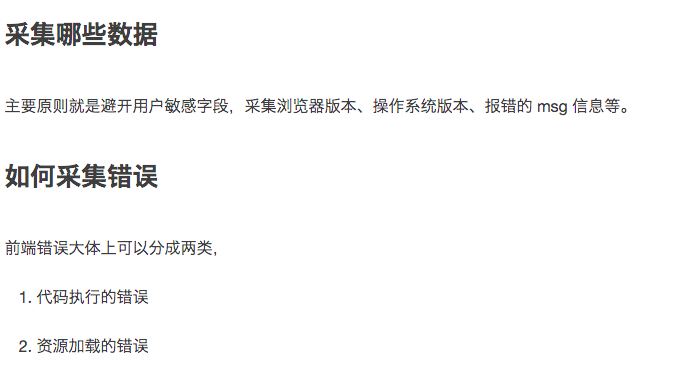 采集哪些数据
主要原则就是避开用户敏感字段，采集浏览器版本、操作系统版本、报错的 msg 信息等。
如何采集错误
前端错误大体上可以分成两类，
1. 代码执行的错误
2. 资源加载的错误